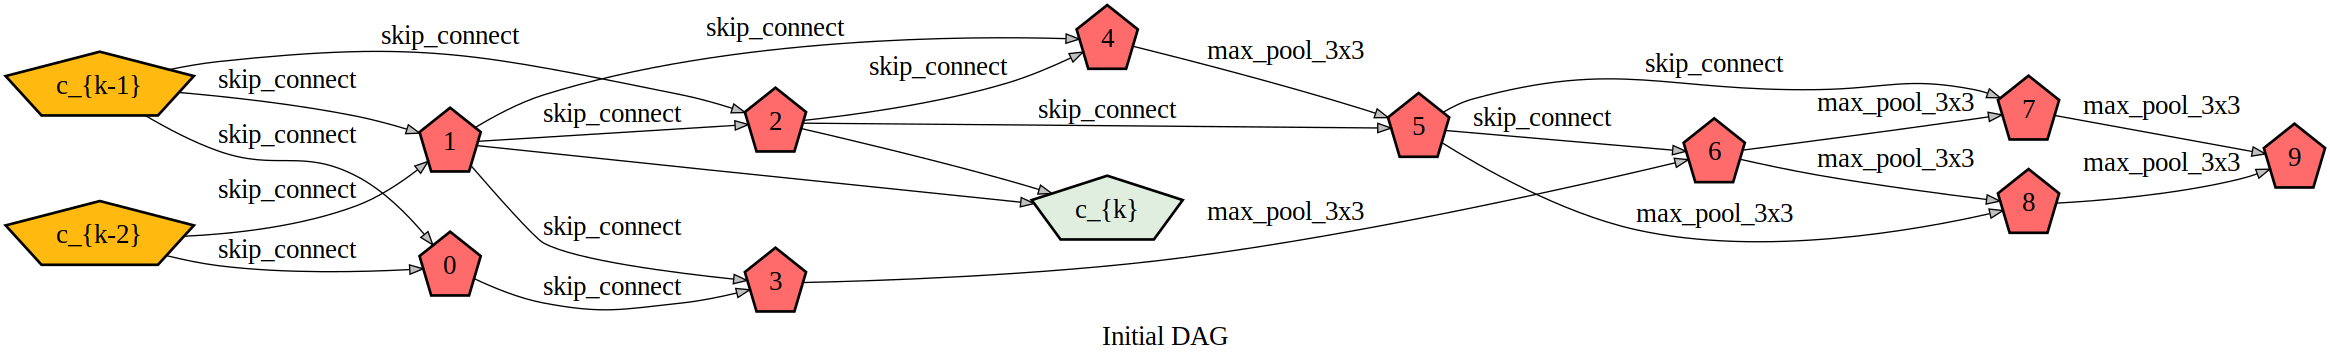 skip_connect
c_{k-1}
skip_connect
skip_connect
skip_connect
c_{k-2}
skip_connect
1
0
skip_connect
skip_connect
skip_connect
skip_connect
2
3
skip_connect
skip_connect
4
c_{k}
max_pool_3x3
max_pool_3x3
5
skip_connect
skip_connect
max_pool_3x3
6
max_pool_3x3
max_pool_3x3
7
8
max_pool_3x3
max_pool_3x3
9
Initial DAG